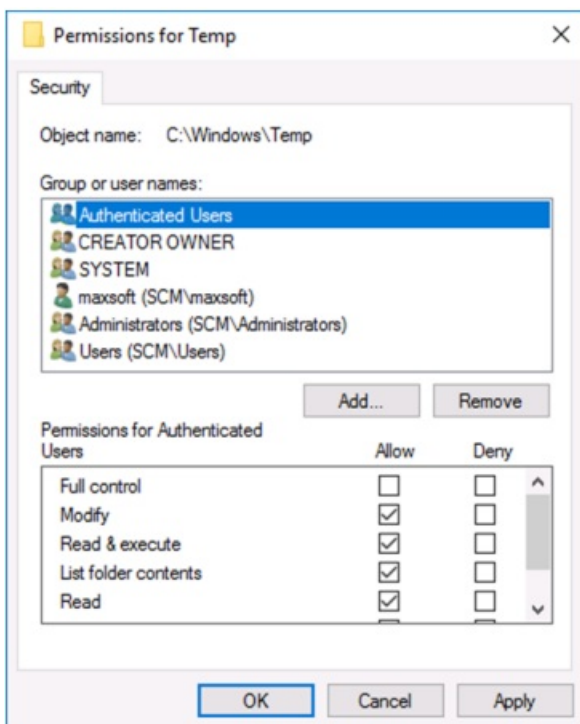 Permissions for Temp
Security
Object name: C:\Windows\Temp
Group or user names:
Authenticated Users
CREATOR OWNER
SYSTEM
maxsoft (SCM\maxsoft)
Administrators (SCM\Administrators)
Users (SCM\Users)
Add... Remove
Permissions for Authenticated
Users Allow Deny
Full control
Modify
Read & execute
List folder contents
Read
OK Cancel Apply